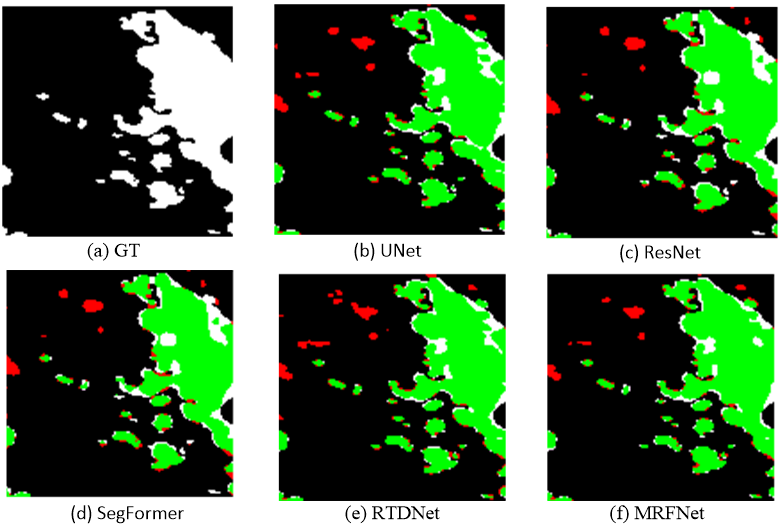 (a) GT
(b) UNet
(c) ResNet
(d) SegFormer
(e) RTDNet
(f) MRFNet